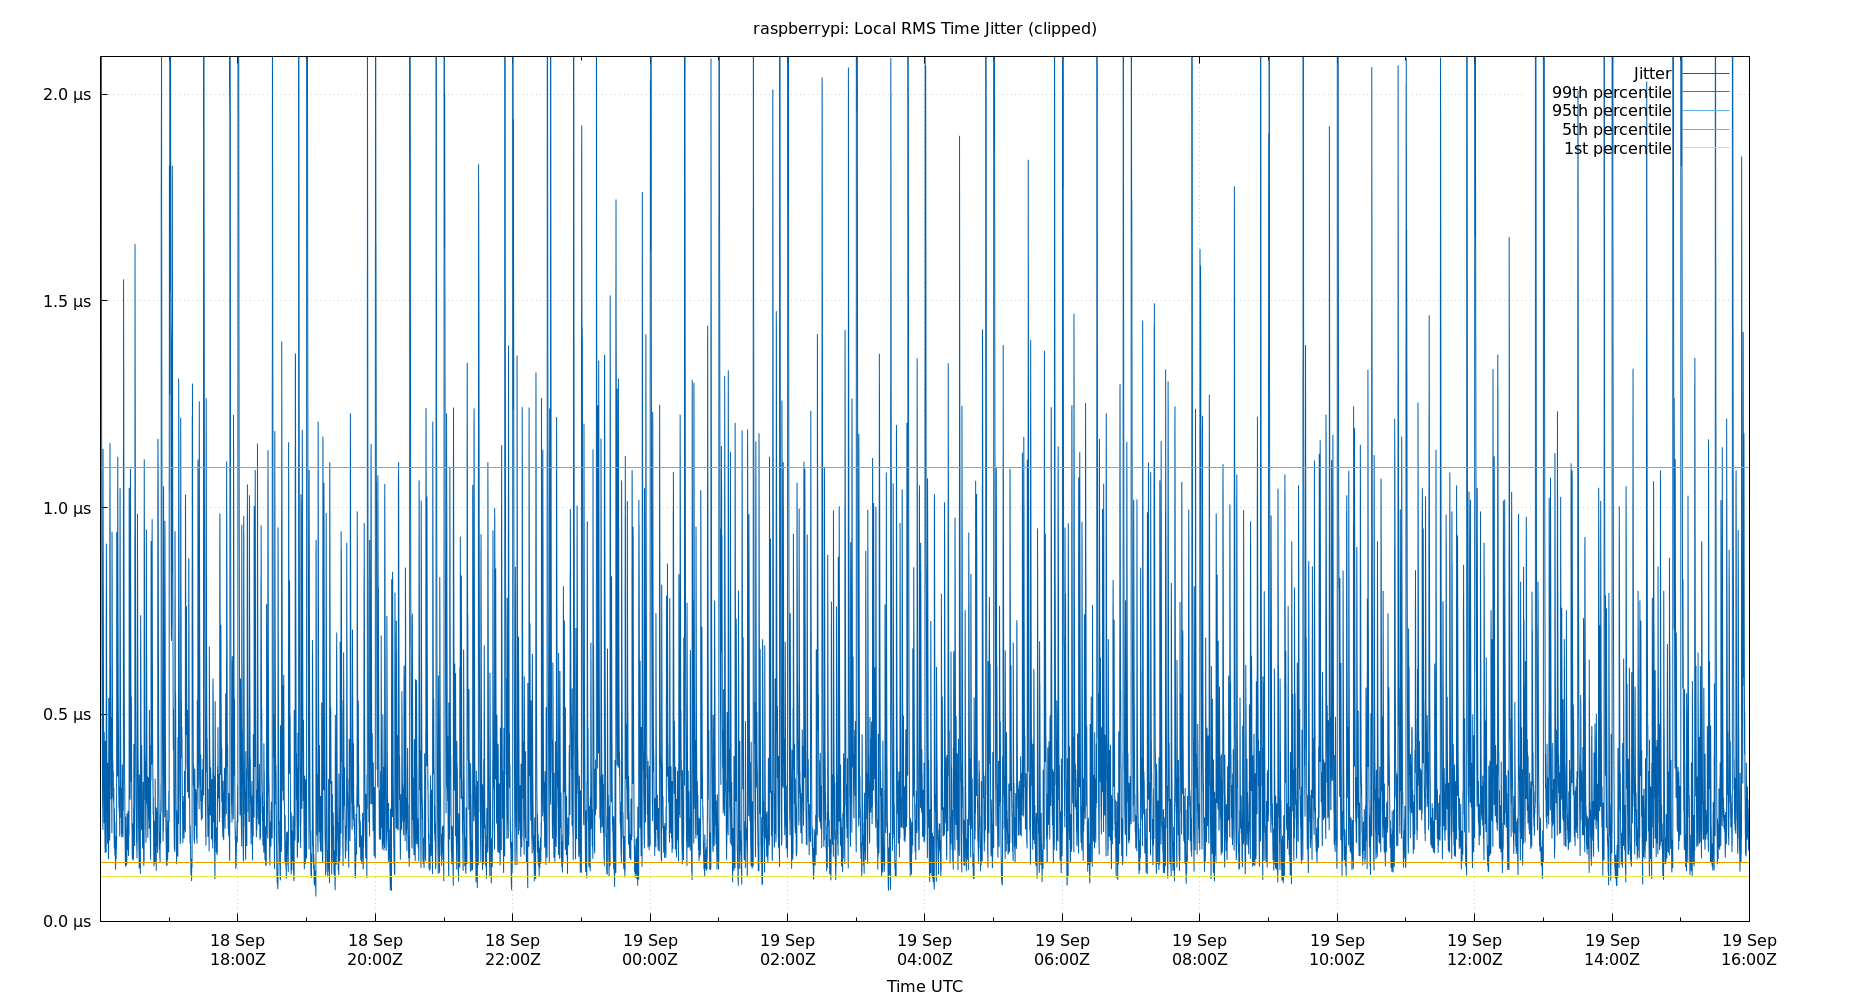 raspberrypi: Local RMS Time Jitter (clipped)
2.0 µs
1.5 µs
1.0 µs
0.5 µs
0.0 µs
Jitter
99th percentile
95th percentile
5th percentile
1st percentile
18 Sep
18:00Z
18 Sep
20:00Z
18 Sep
22:00Z
19 Sep
00:00Z
19 Sep
02:00Z
19 Sep
04:00Z
19 Sep
06:00Z
19 Sep
08:00Z
19 Sep
10:00Z
19 Sep
12:00Z
19 Sep
14:00Z
19 Sep
16:00Z
Time UTC